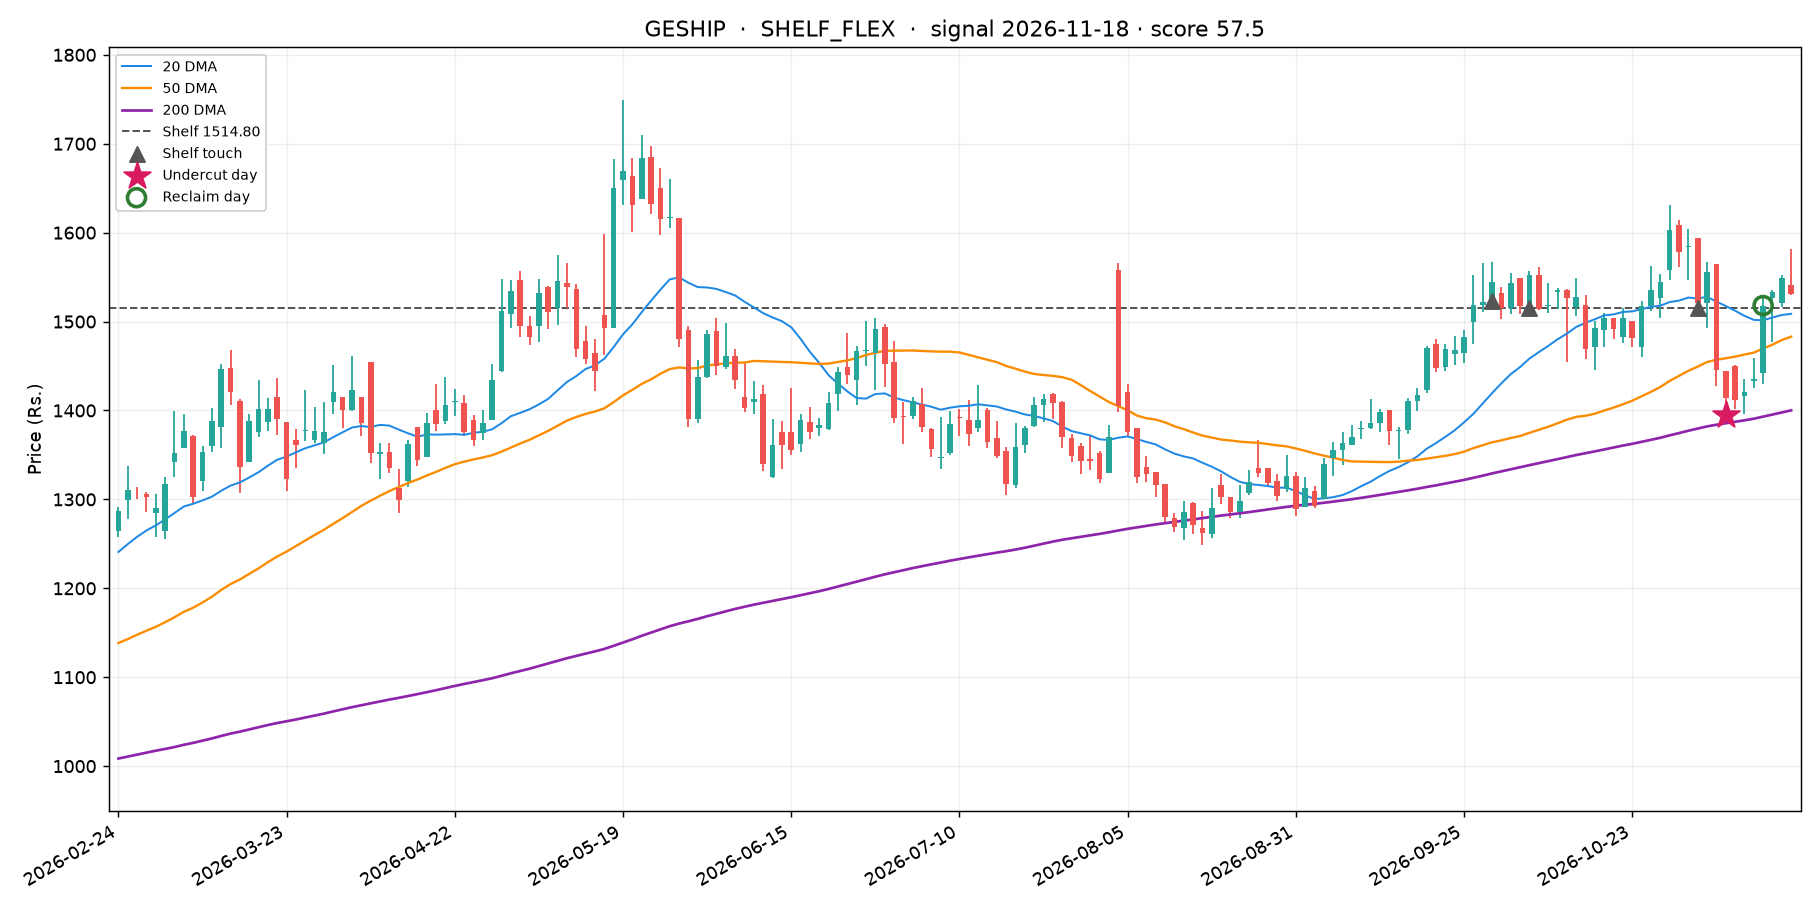 GESHIP · SHELF_FLEX · signal 2026-11-18 · score 57.5
20 DMA
50 DMA
200 DMA
Shelf 1514.80
Shelf touch
Undercut day
Reclaim day
Price (Rs.)
1800
1700
1600
1500
1400
1300
1200
1100
1000
2026-02-24
2026-03-23
2026-04-22
2026-05-19
2026-06-15
2026-07-10
2026-08-05
2026-08-31
2026-09-25
2026-10-23